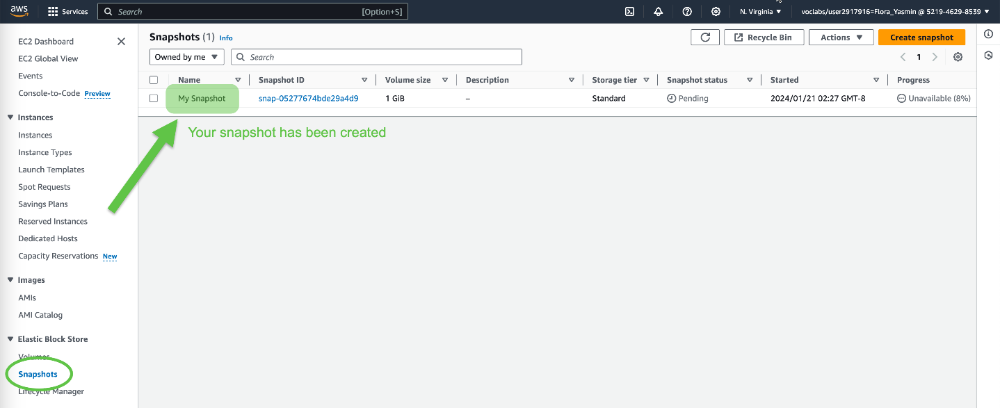 aws
Services
Search
[Option+S]
N. Virginia
voclabs/user2917916=Flora_Yasmin @ 5219-4629-8539
EC2 Dashboard
EC2 Global View
Events
Console-to-Code Preview
Instances
Instances
Instance Types
Launch Templates
Spot Requests
Savings Plans
Reserved Instances
Dedicated Hosts
Capacity Reservations New
Images
AMIs
AMI Catalog
Elastic Block Store
Volumes
Snapshots
Lifecycle Manager
Snapshots (1) Info
Recycle Bin
Actions
Create snapshot
Owned by me
Search
1
Name Snapshot ID Volume size Description Storage tier Snapshot status Started Progress
My Snapshot snap-05277674bde29a4d9 1 GiB – Standard Pending 2024/01/21 02:27 GMT-8 Unavailable (8%)
Your snapshot has been created